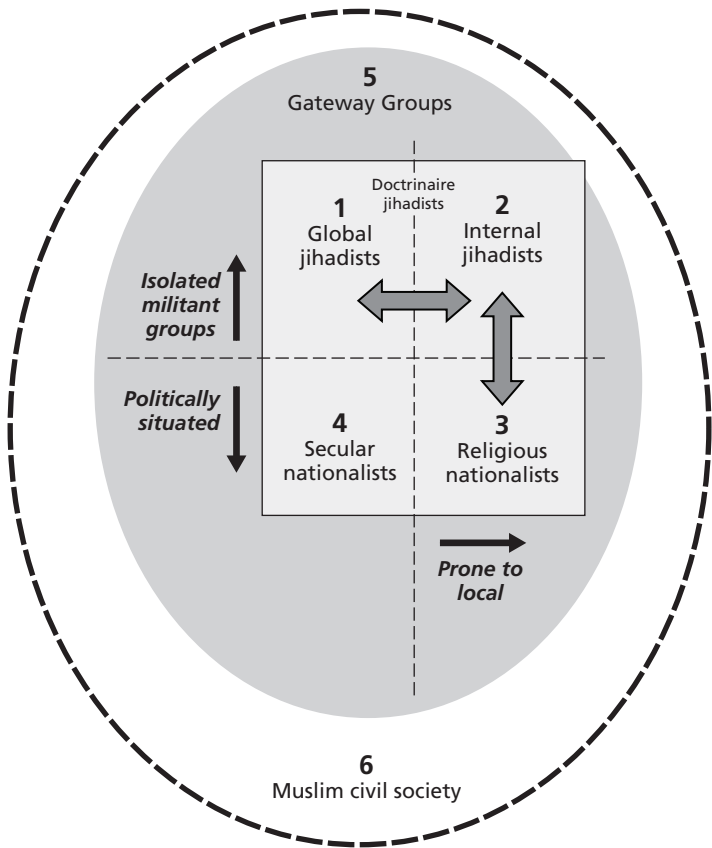 5
Gateway Groups
Doctrinaire
jihadists
1
Global
jihadists
2
Internal
jihadists
Isolated
militant
groups
Politically
situated
4
Secular
nationalists
3
Religious
nationalists
Prone to
local
6
Muslim civil society